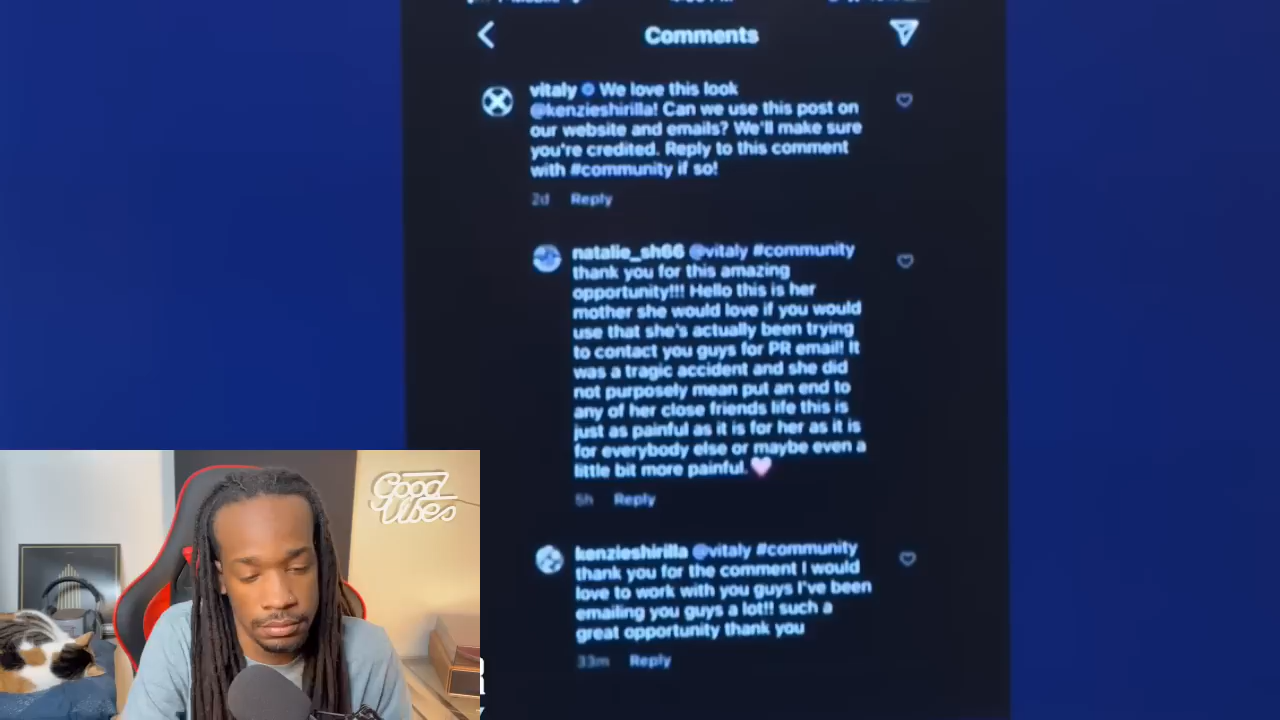 Comments
vitaly We love this look
@kenzieshirilla! Can we use this post on
our website and emails? We'll make sure
you're credited. Reply to this comment
with #community if so!
2d Reply
natalie_sh66 @vitaly #community
thank you for this amazing
opportunity!!! Hello this is her
mother she would love if you would
use that she's actually been trying
to contact you guys for PR email! It
was a tragic accident and she did
not purposely mean put an end to
any of her close friends life this is
just as painful as it is for her as it is
for everybody else or maybe even a
little bit more painful.
5h Reply
kenzieshirilla @vitaly #community
thank you for the comment I would
love to work with you guys I've been
emailing you guys a lot!! such a
great opportunity thank you
33m Reply
Good
Vibes